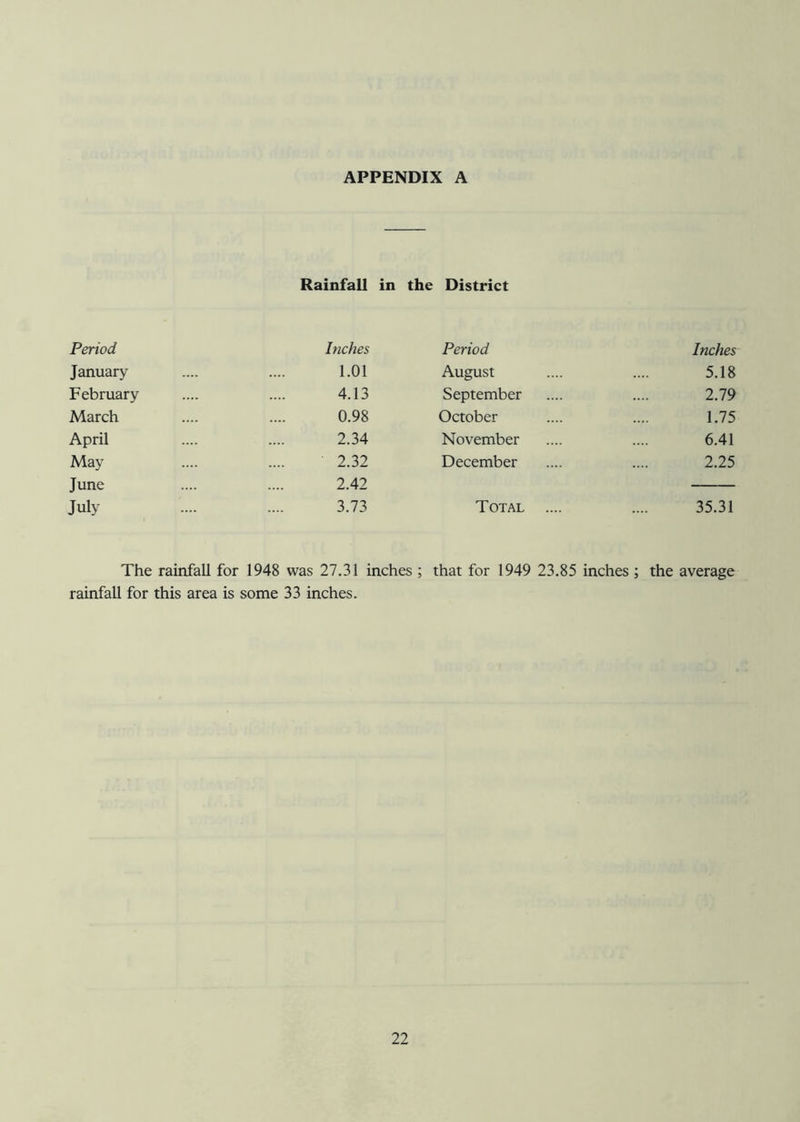 APPENDIX A
Rainfall in the District
Period Inches Period Inches
January .... .... 1.01 August .... .... 5.18
February .... .... 4.13 September .... .... 2.79
March .... .... 0.98 October .... .... 1.75
April .... .... 2.34 November .... .... 6.41
May .... .... 2.32 December .... .... 2.25
June .... .... 2.42
July .... .... 3.73 TOTAL .... .... 35.31
The rainfall for 1948 was 27.31 inches ; that for 1949 23.85 inches ; the average
rainfall for this area is some 33 inches.
22